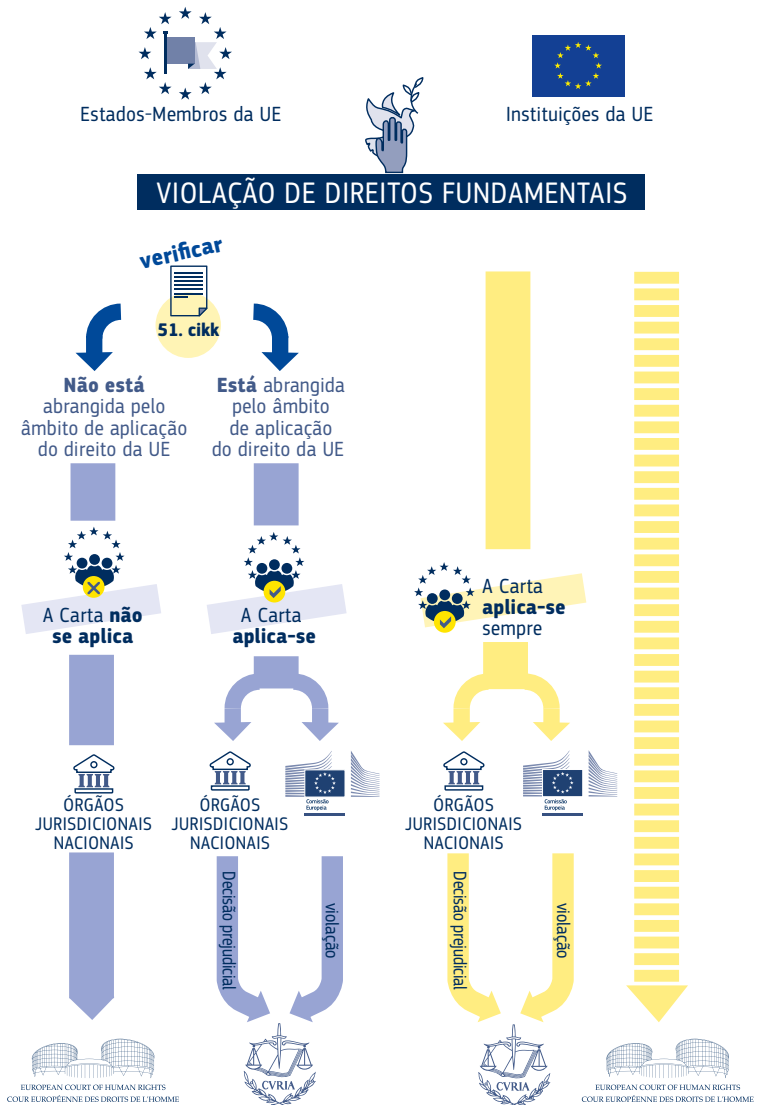 Estados-Membros da UE
Instituições da UE
VIOLAÇÃO DE DIREITOS FUNDAMENTAIS
verificar
51. cikk
Não está
abrangida pelo
âmbito de aplicação
do direito da UE
Está abrangida
pelo âmbito
de aplicação
do direito da UE
A Carta não
se aplica
A Carta
aplica-se
A Carta
aplica-se
sempre
ÓRGÃOS
JURISDICIONAIS
NACIONAIS
ÓRGÃOS
JURISDICIONAIS
NACIONAIS
Comissão
Europeia
ÓRGÃOS
JURISDICIONAIS
NACIONAIS
Comissão
Europeia
Decisão prejudicial
violação
Decisão prejudicial
violação
EUROPEAN COURT OF HUMAN RIGHTS
COUR EUROPÉENNE DES DROITS DE L'HOMME
CVRIA
CVRIA
EUROPEAN COURT OF HUMAN RIGHTS
COUR EUROPÉENNE DES DROITS DE L'HOMME